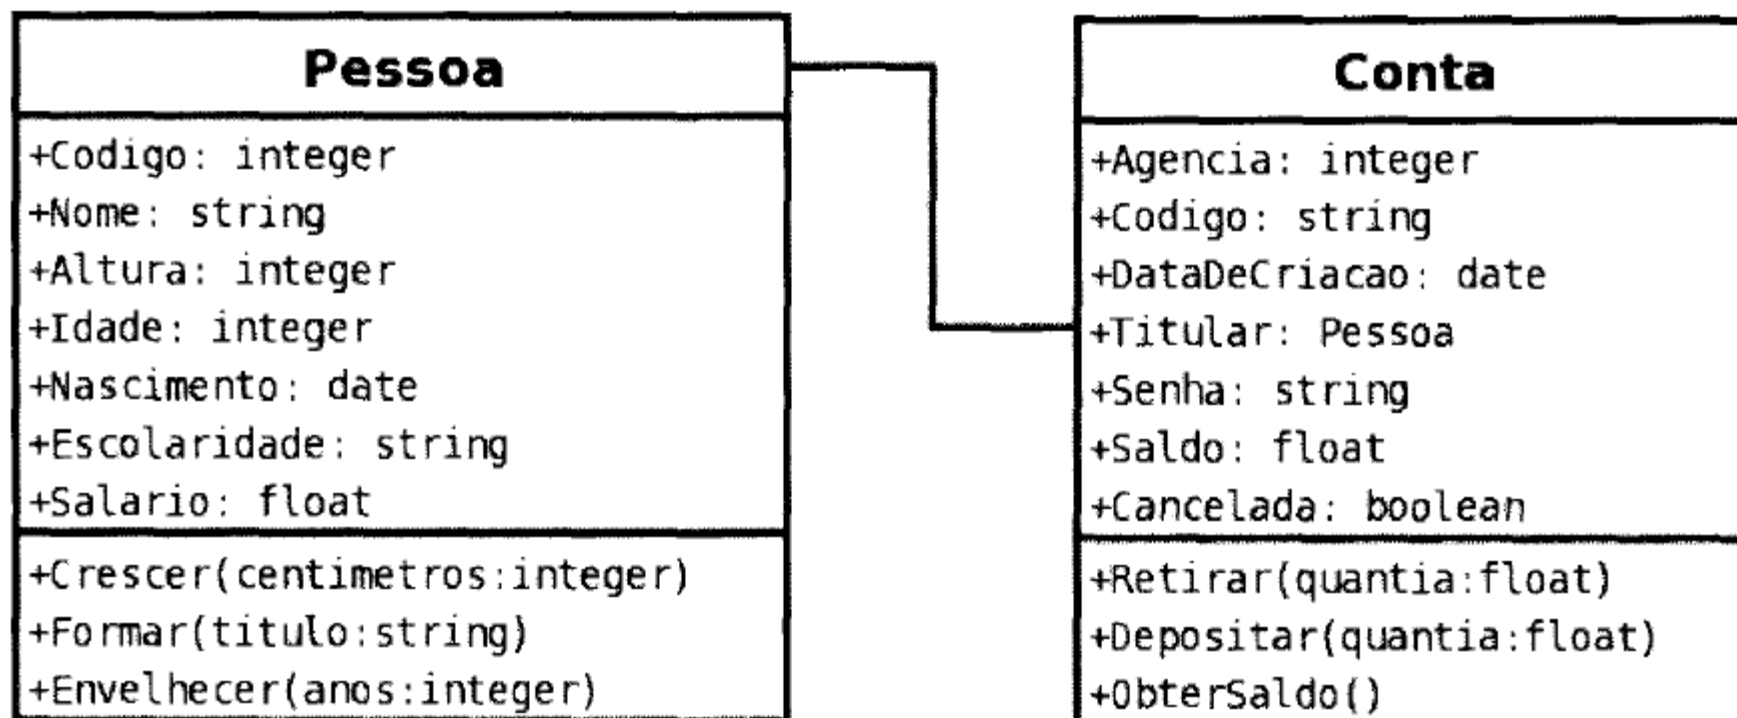 Pessoa
+Codigo: integer
+Nome: string
+Altura: integer
+Idade: integer
+Nascimento: date
+Escolaridade: string
+Salario: float
+Crescer(centimetros:integer)
+Formar(titulo:string)
+Envelhecer(anos:integer)
Conta
+Agencia: integer
+Codigo: string
+DataDeCriacao: date
+Titular: Pessoa
+Senha: string
+Saldo: float
+Cancelada: boolean
+Retirar(quantia:float)
+Depositar(quantia:float)
+ObterSaldo()